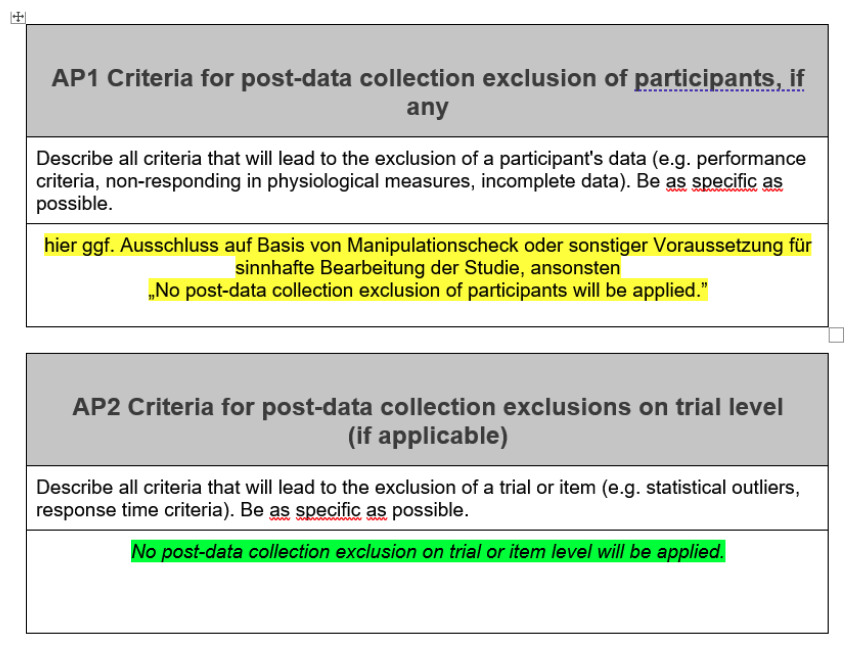 AP1 Criteria for post-data collection exclusion of participants, if
any
Describe all criteria that will lead to the exclusion of a participant's data (e.g. performance
criteria, non-responding in physiological measures, incomplete data). Be as specific as
possible.
hier ggf. Ausschluss auf Basis von Manipulationscheck oder sonstiger Voraussetzung für
sinnhafte Bearbeitung der Studie, ansonsten
„No post-data collection exclusion of participants will be applied.”
AP2 Criteria for post-data collection exclusions on trial level
(if applicable)
Describe all criteria that will lead to the exclusion of a trial or item (e.g. statistical outliers,
response time criteria). Be as specific as possible.
No post-data collection exclusion on trial or item level will be applied.